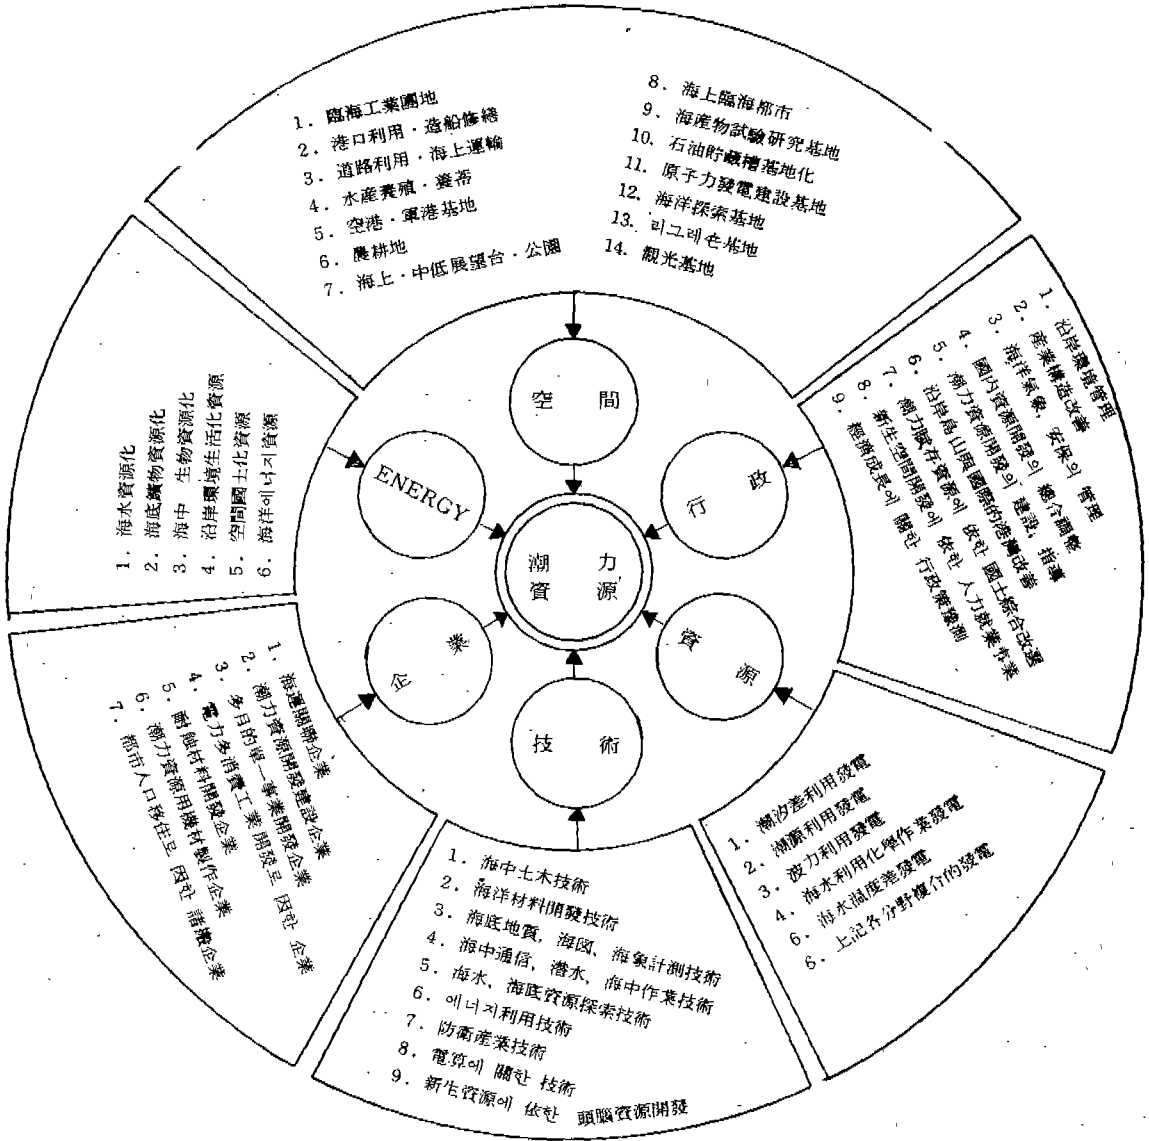 1. 臨海工業團地
2. 港口利用·造船修繕
3. 道路利用·海上運輸
4. 水産養殖·養畜
5. 空港·軍港基地
6. 農耕地
7. 海上·中低展望台·公園
8. 海上臨海都市
9. 海産物試驗硏究基地
10. 石油貯藏槽基地化
11. 原子力發電建設基地
12. 海洋探索基地
13. 리그레숀基地
14. 觀光基地
1. 沿岸環境管理
2. 産業構造改善
3. 海洋氣象, 安保의 管理
4. 國內資源開發의 總合調整
5. 潮力資源開發의 建設, 指導
6. 沿岸島山與國際的港灣改善
7. 潮力賦存資源에 依한 國土綜合改選
8. 新生空間開發에 依한 人力就業事業
9. 經濟成長에 關한 行政策豫測
1. 潮汐差利用發電
2. 潮源利用發電
3. 波力利用發電
4. 海水利用化學作業發電
6. 海水溫度差發電
6. 上記各分野複合的發電
1. 海中土木技術
2. 海洋材料開發技術
3. 海底地質, 海図, 海象計測技術
4. 海中通信, 潛水, 海中作業技術
5. 海水, 海底資源探索技術
6. 에너지利用技術
7. 防衛産業技術
8. 電算에 關한 技術
9. 新生資源에 依한 頭腦資源開發
1. 海運關聯企業
2. 潮力資源開發建設企業
3. 多目的單一事業開發企業
4. 電力多消費工業開發로 因한 企業
5. 耐蝕材料開發企業
6. 潮力資源用機材製作企業
7. 都市人口移住로 因한 諸般企業
1. 海水資源化
2. 海底鑛物資源化
3. 海中 生物資源化
4. 沿岸環境生活化資源
5. 空間國土化資源
6. 海洋에너지資源
空間
行政
資源
技術
企業
ENERGY
潮力
資源